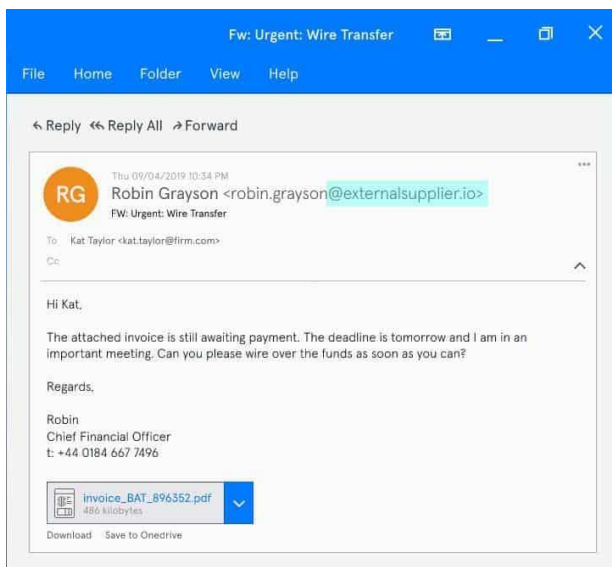 Fw: Urgent: Wire Transfer
File Home Folder View Help
Reply Reply All Forward
Thu 09/04/2019 10:34 PM
RG
Robin Grayson <robin.grayson@externalsupplier.io>
FW: Urgent: Wire Transfer
To Kat Taylor <kat.taylor@firm.com>
Cc
Hi Kat,
The attached invoice is still awaiting payment. The deadline is tomorrow and I am in an
important meeting. Can you please wire over the funds as soon as you can?
Regards,
Robin
Chief Financial Officer
t: +44 0184 667 7496
invoice_BAT_896352.pdf
486 kilobytes
Download Save to Onedrive